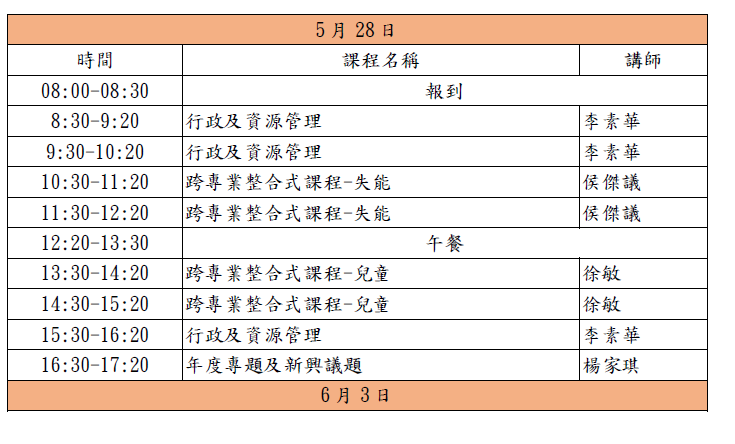 5 月 28 日
時間 課程名稱 講師
08:00-08:30 報到
8:30-9:20 行政及資源管理 李素華
9:30-10:20 行政及資源管理 李素華
10:30-11:20 跨專業整合式課程-失能 侯傑議
11:30-12:20 跨專業整合式課程-失能 侯傑議
12:20-13:30 午餐
13:30-14:20 跨專業整合式課程-兒童 徐敏
14:30-15:20 跨專業整合式課程-兒童 徐敏
15:30-16:20 行政及資源管理 李素華
16:30-17:20 年度專題及新興議題 楊家琪
6 月 3 日